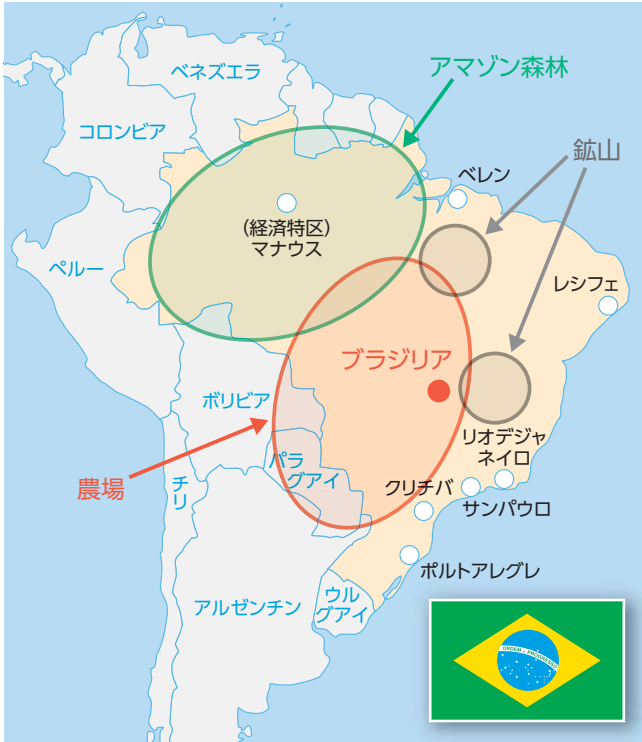 ベネズエラ
アマゾン森林
コロンビア
鉱山
ベレン
(経済特区)
マナウス
ペルー
レシフェ
ブラジリア
ボリビア
リオデジャ
ネイロ
パラ
グアイ
農場
チリ
クリチバ
サンパウロ
ポルトアレグレ
ウル
グアイ
アルゼンチン
ORDEM E PROGRESSO